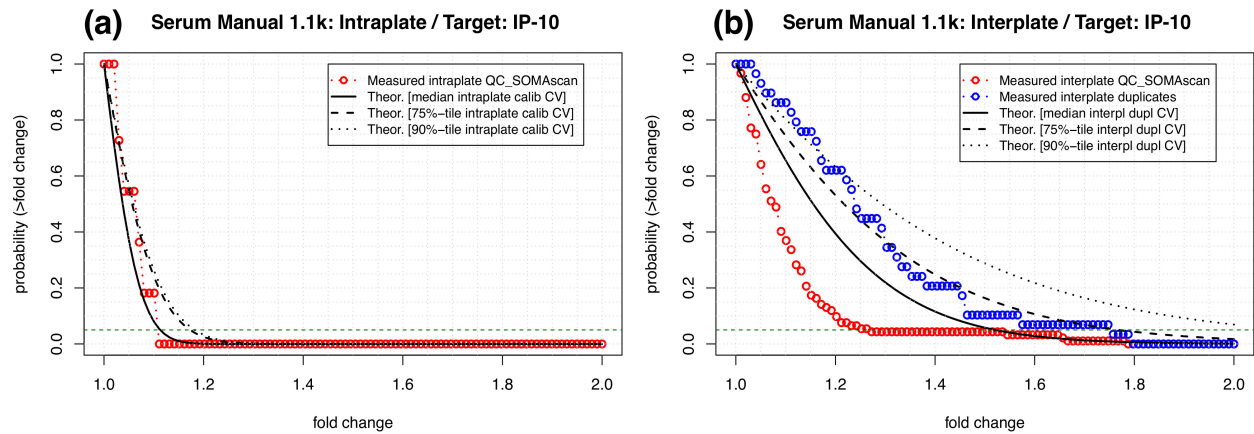 (a) Serum Manual 1.1k: Intraplate / Target: IP-10
probability (>fold change)
1.0
0.8
0.6
0.4
0.2
0.0
Measured intraplate QC_SOMAscan
Theor. [median intraplate calib CV]
Theor. [75%-tile intraplate calib CV]
Theor. [90%-tile intraplate calib CV]
1.0 1.2 1.4 1.6 1.8 2.0
fold change
(b) Serum Manual 1.1k: Interplate / Target: IP-10
probability (>fold change)
1.0
0.8
0.6
0.4
0.2
0.0
Measured interplate QC_SOMAscan
Measured interplate duplicates
Theor. [median interpl dupl CV]
Theor. [75%-tile interpl dupl CV]
Theor. [90%-tile interpl dupl CV]
1.0 1.2 1.4 1.6 1.8 2.0
fold change